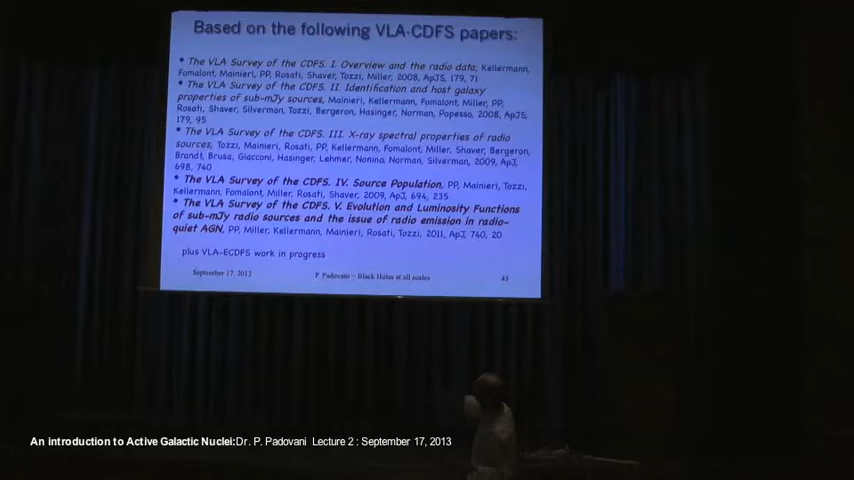 Based on the following VLA-CDFS papers:
• The VLA Survey of the CDFS. I. Overview and the radio data, Kellermann,
Fomalont, Mainieri, PP, Rosati, Shaver, Tozzi, Miller, 2008, ApJS, 179, 71
• The VLA Survey of the CDFS. II. Identification and host galaxy
properties of sub-mJy sources, Mainieri, Kellermann, Fomalont, Miller, PP,
Rosati, Shaver, Silverman, Tozzi, Bergeron, Hasinger, Norman, Popesso, 2008, ApJS,
179, 95
• The VLA Survey of the CDFS. III. X-ray spectral properties of radio
sources, Tozzi, Mainieri, Rosati, PP, Kellermann, Fomalont, Miller, Shaver, Bergeron,
Brandt, Brusa, Giacconi, Hasinger, Lehmer, Nonino, Norman, Silverman, 2009, ApJ,
698, 740
• The VLA Survey of the CDFS. IV. Source Population, PP, Mainieri, Tozzi,
Kellermann, Fomalont, Miller, Rosati, Shaver, 2009, ApJ, 694, 235
• The VLA Survey of the CDFS. V. Evolution and Luminosity Functions
of sub-mJy radio sources and the issue of radio emission in radio-
quiet AGN, PP, Miller, Kellermann, Mainieri, Rosati, Tozzi, 2011, ApJ, 740, 20
plus VLA-ECDFS work in progress
September 17, 2013 P. Padovani – Black Holes at all scales 43
An introduction to Active Galactic Nuclei:Dr. P. Padovani Lecture 2 : September 17, 2013